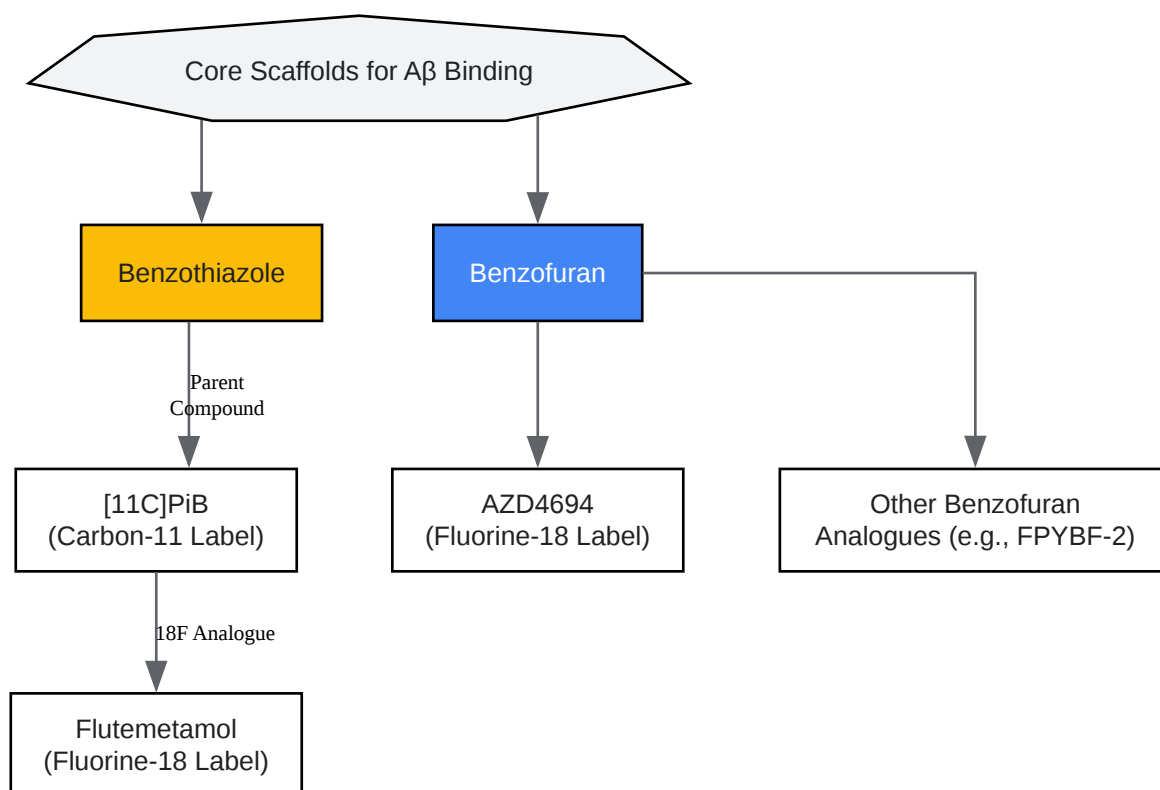 Core Scaffolds for Aβ Binding
Benzothiazole
Benzofuran
Parent
Compound
[11C]PiB
(Carbon-11 Label)
AZD4694
(Fluorine-18 Label)
Other Benzofuran
Analogues (e.g., FPYBF-2)
18F Analogue
Flutemetamol
(Fluorine-18 Label)